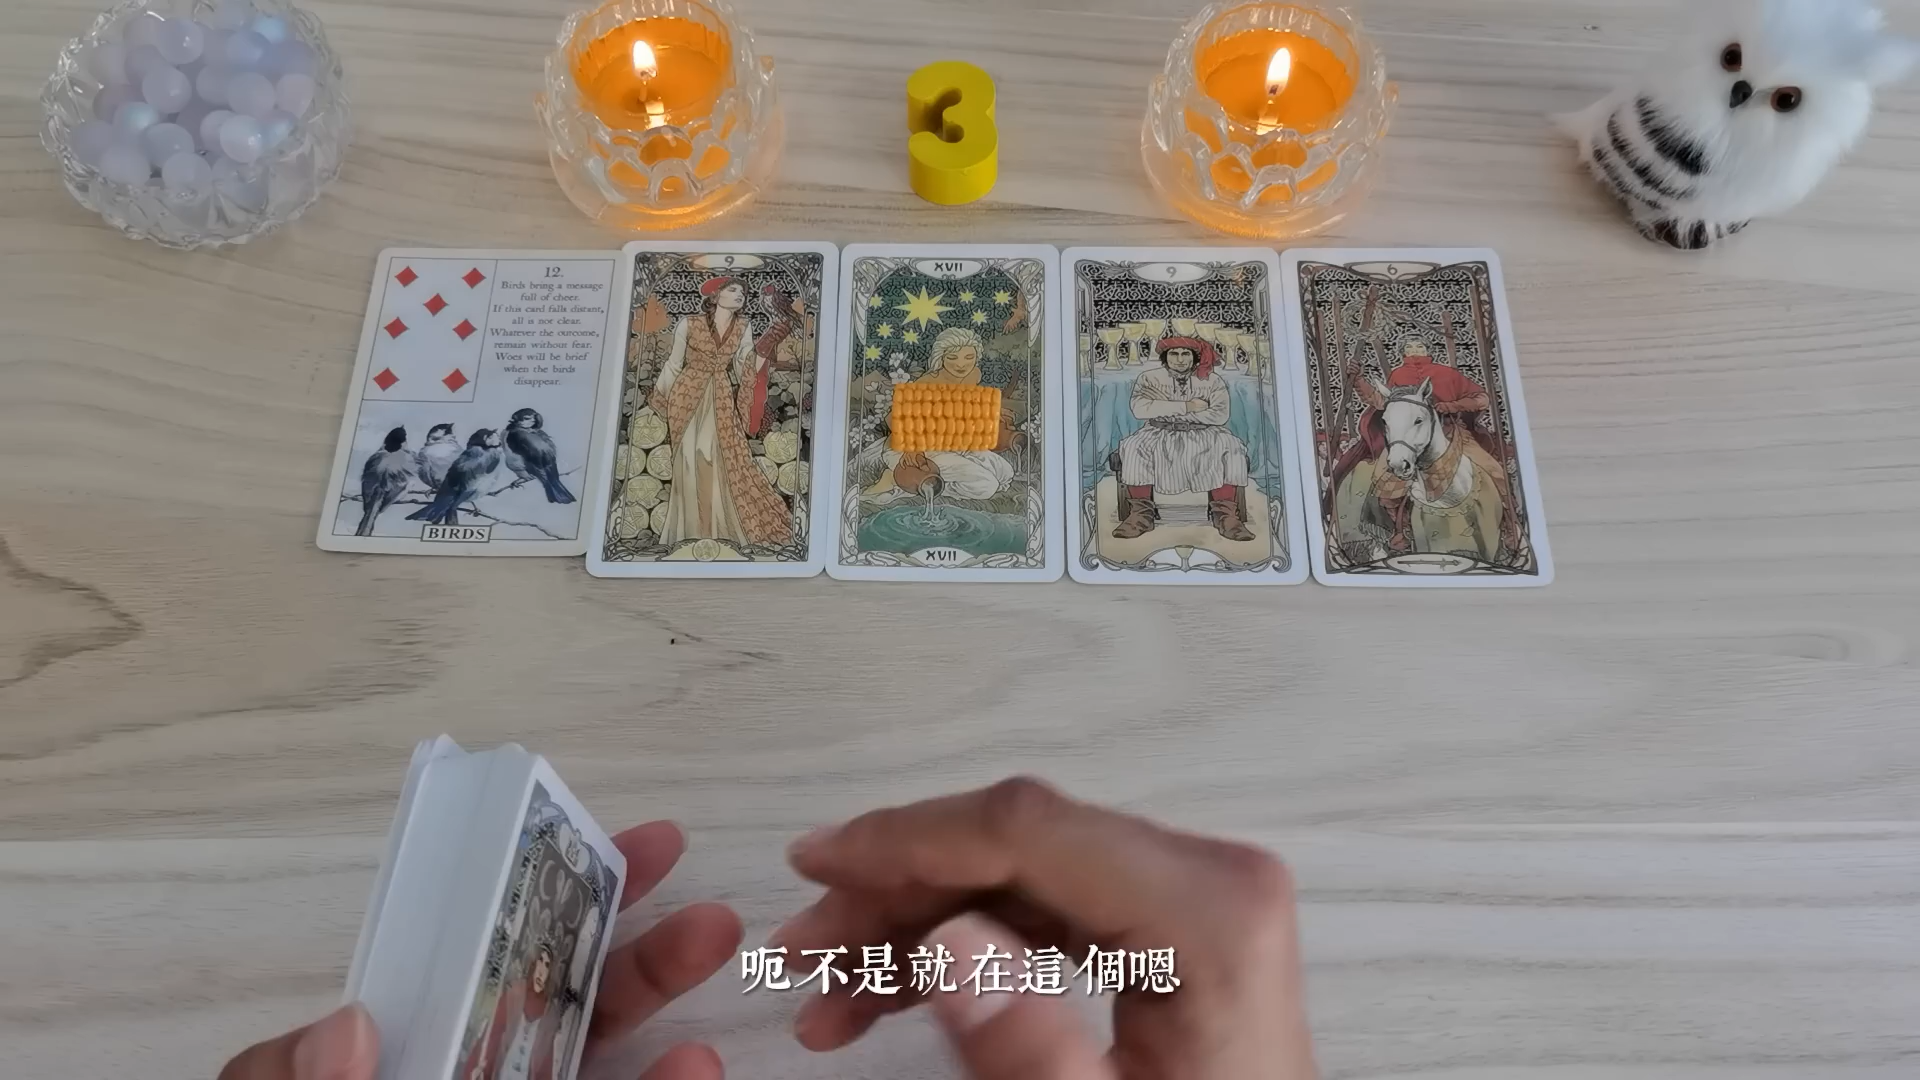 3
12.
Birds bring a message
full of cheer.
If this card falls distant,
all is not clear.
Whatever the outcome,
remain without fear.
Woes will be brief
when the birds
disappear.
BIRDS
9
XVII
XVII
9
6
呃不是就在這個嗯